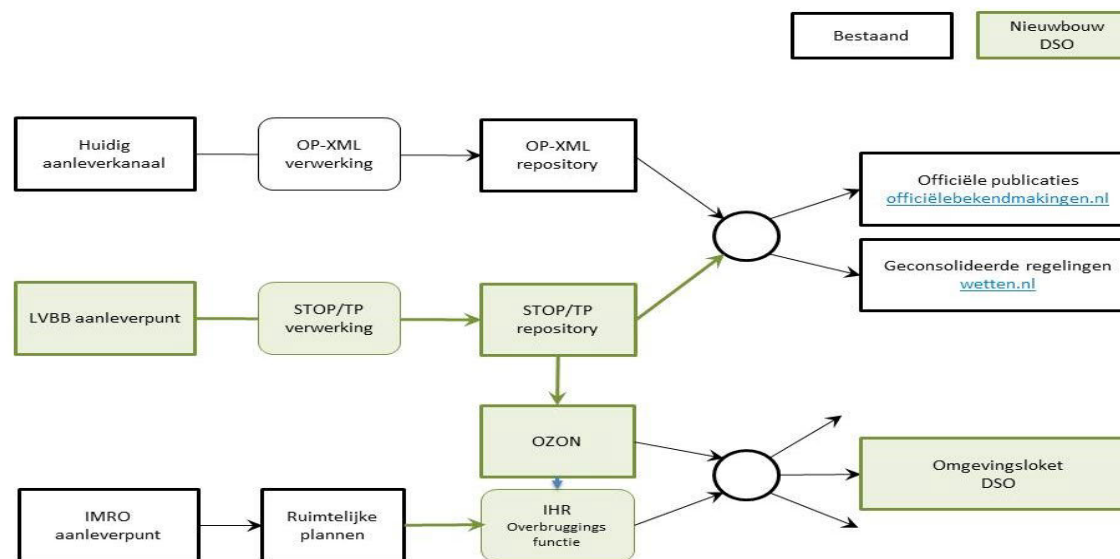 Bestaand
Nieuwbouw
DSO
Huidig
aanleverkanaal
OP-XML
verwerking
OP-XML
repository
Officiële publicaties
officiëlebekendmakingen.nl
Geconsolideerde regelingen
wetten.nl
LVBB aanleverpunt
STOP/TP
verwerking
STOP/TP
repository
OZON
Omgevingsloket
DSO
IMRO
aanleverpunt
Ruimtelijke
plannen
IHR
Overbruggings
functie